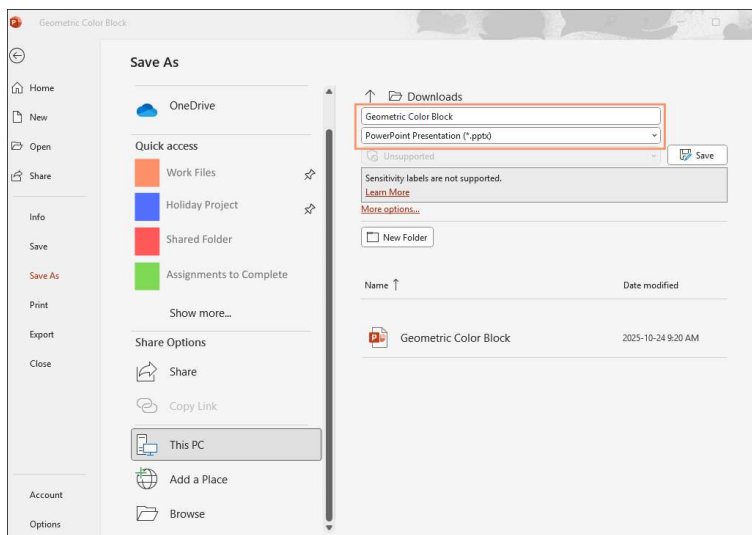 Geometric Color Block
Home
New
Open
Share
Info
Save
Save As
Print
Export
Close
Account
Options
Save As
OneDrive
Quick access
Work Files
Holiday Project
Shared Folder
Assignments to Complete
Show more...
Share Options
Share
Copy Link
This PC
Add a Place
Browse
Downloads
Geometric Color Block
PowerPoint Presentation (*.pptx)
Unsupported
Save
Sensitivity labels are not supported.
Learn More
More options...
New Folder
Name Date modified
Geometric Color Block 2025-10-24 9:20 AM